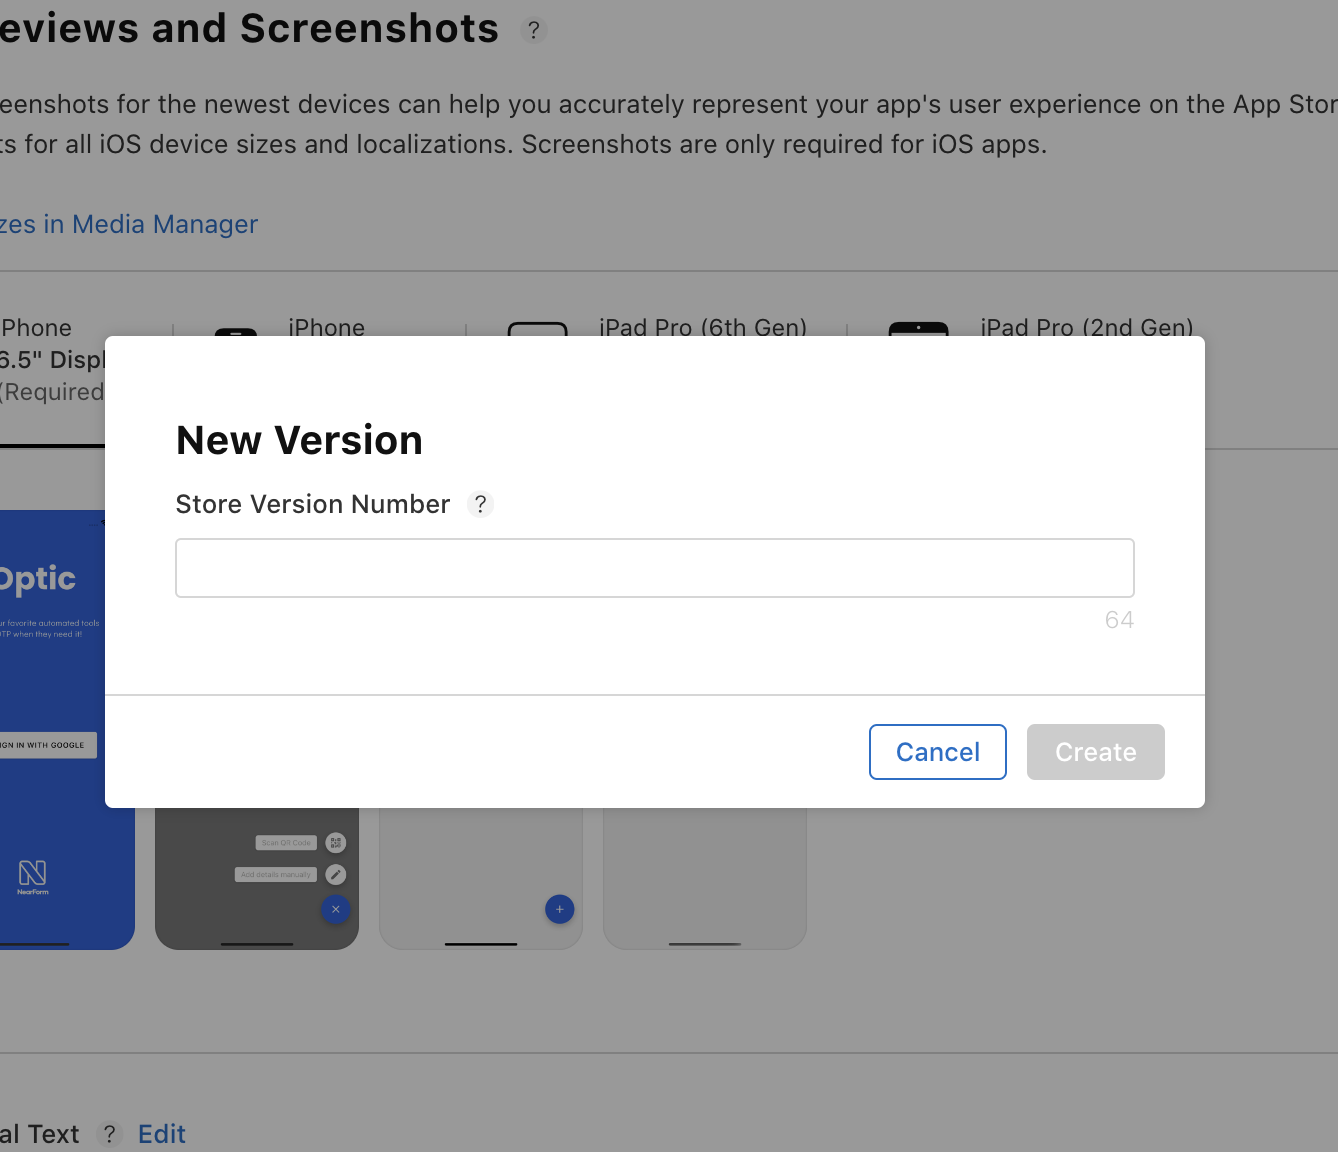 eviews and Screenshots ?
eenshots for the newest devices can help you accurately represent your app's user experience on the App Stor
ts for all iOS device sizes and localizations. Screenshots are only required for iOS apps.
zes in Media Manager
Phone
6.5" Displ
(Required
iPhone
iPad Pro (6th Gen)
iPad Pro (2nd Gen)
New Version
Store Version Number ?
64
Cancel
Create
Optic
ur favorite automated tools
OTP when they need it!
GN IN WITH GOOGLE
NearForm
Scan QR Code
Add details manually
al Text ? Edit